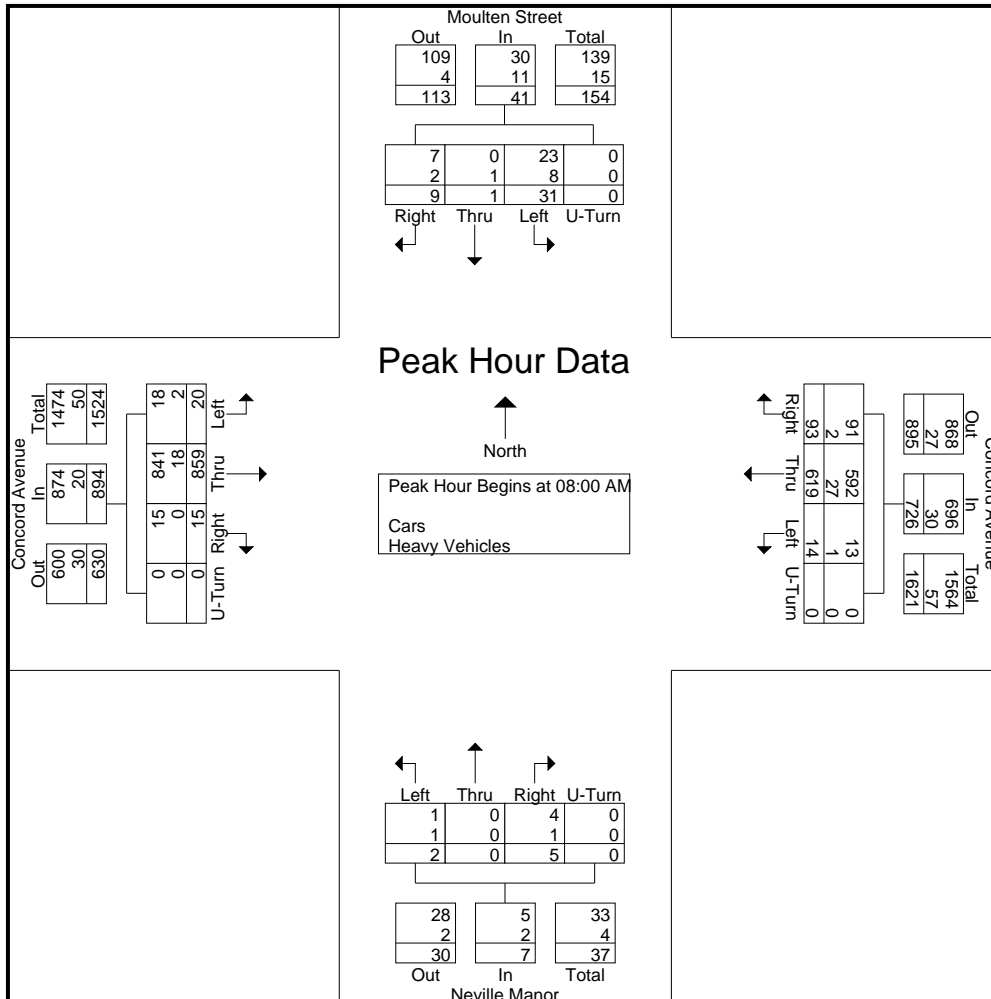 Moulten Street
Out In Total
109 30 139
4 11 15
113 41 154
7 0 23 0
2 1 8 0
9 1 31 0
Right Thru Left U-Turn
Peak Hour Data
North
Peak Hour Begins at 08:00 AM
Cars
Heavy Vehicles
Concord Avenue
Total In Out
1474 874 600
50 20 30
1524 894 630
18 841 15 0
2 18 0 0
20 859 15 0
Left Thru Right U-Turn
Concord Avenue
Out In Total
868 696 1564
27 30 57
895 726 1621
91 592 13 0
2 27 1 0
93 619 14 0
Right Thru Left U-Turn
Left Thru Right U-Turn
1 0 4 0
1 0 1 0
2 0 5 0
28 5 33
2 2 4
30 7 37
Out In Total
Neville Manor